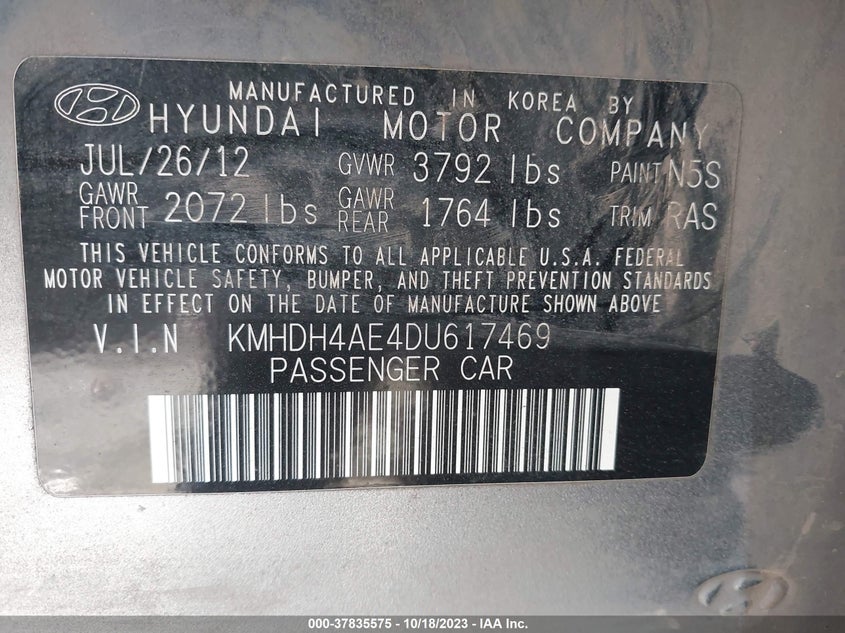 MANUFACTURED IN KOREA BY
HYUNDAI MOTOR COMPANY
JUL/26/12 GVWR 3792 lbs PAINT N5S
GAWR FRONT 2072 lbs GAWR REAR 1764 lbs TRIM RAS
THIS VEHICLE CONFORMS TO ALL APPLICABLE U.S.A. FEDERAL
MOTOR VEHICLE SAFETY, BUMPER, AND THEFT PREVENTION STANDARDS
IN EFFECT ON THE DATE OF MANUFACTURE SHOWN ABOVE
V.I.N KMHDH4AE4DU617469
PASSENGER CAR
000-37835575 - 10/18/2023 - IAA Inc.